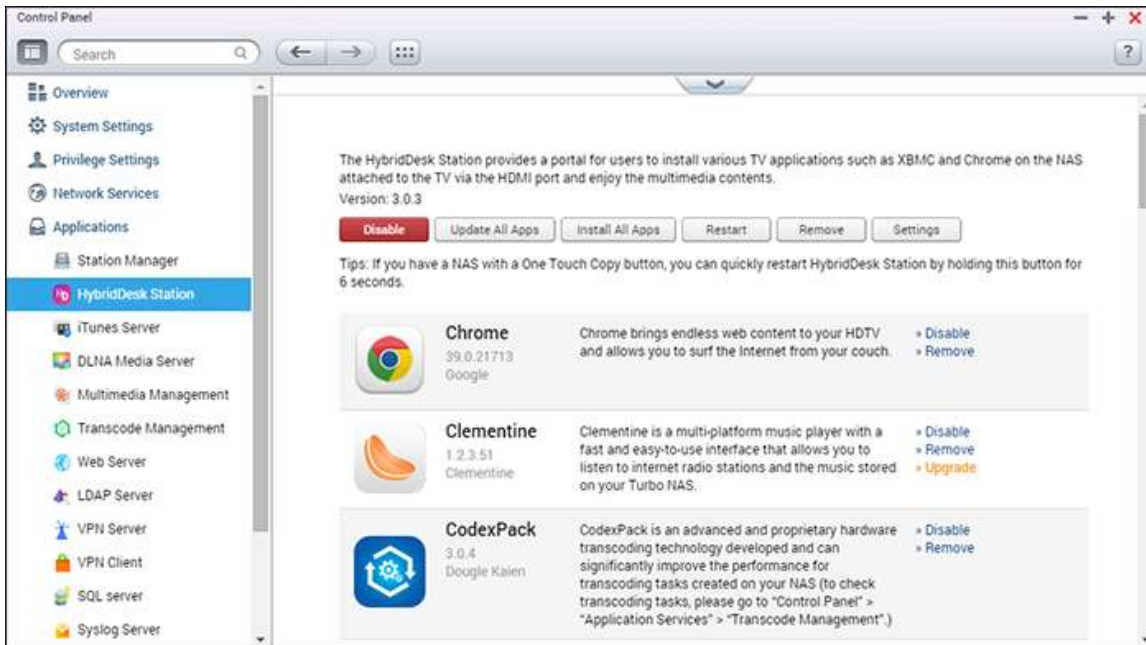 Control Panel
Search
?
Overview
System Settings
Privilege Settings
Network Services
Applications
Station Manager
HybridDesk Station
iTunes Server
DLNA Media Server
Multimedia Management
Transcode Management
Web Server
LDAP Server
VPN Server
VPN Client
SQL server
Syslog Server
The HybridDesk Station provides a portal for users to install various TV applications such as XBMC and Chrome on the NAS
attached to the TV via the HDMI port and enjoy the multimedia contents.
Version: 3.0.3
Disable Update All Apps Install All Apps Restart Remove Settings
Tips: If you have a NAS with a One Touch Copy button, you can quickly restart HybridDesk Station by holding this button for
6 seconds.
Chrome
39.0.21713
Google
Chrome brings endless web content to your HDTV
and allows you to surf the Internet from your couch.
» Disable
» Remove
Clementine
1.2.3.51
Clementine
Clementine is a multi-platform music player with a
fast and easy-to-use interface that allows you to
listen to internet radio stations and the music stored
on your Turbo NAS.
» Disable
» Remove
» Upgrade
CodexPack
3.0.4
Dougle Kaien
CodexPack is an advanced and proprietary hardware
transcoding technology developed and can
significantly improve the performance for
transcoding tasks created on your NAS (to check
transcoding tasks, please go to "Control Panel" >
"Application Services" > "Transcode Management".)
» Disable
» Remove